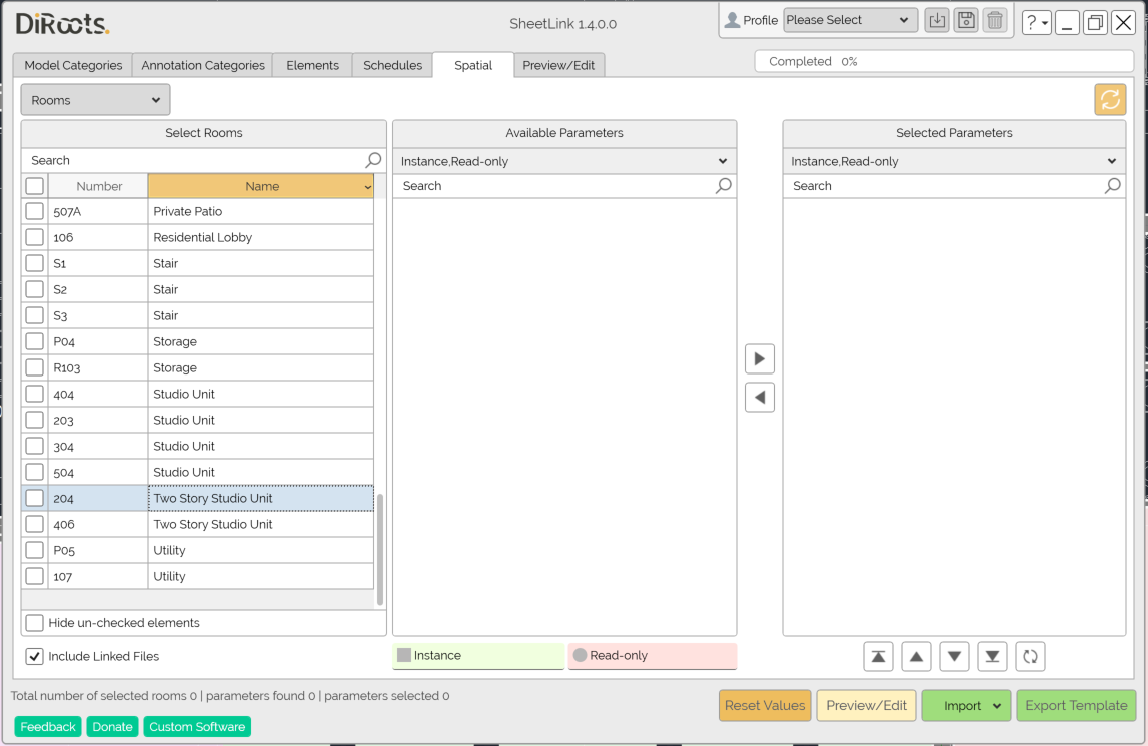 DiRoots.
SheetLink 1.4.0.0
Profile Please Select
?
Model Categories Annotation Categories Elements Schedules Spatial Preview/Edit
Completed 0%
Rooms
Select Rooms
Search
Number Name
507A Private Patio
106 Residential Lobby
S1 Stair
S2 Stair
S3 Stair
P04 Storage
R103 Storage
404 Studio Unit
203 Studio Unit
304 Studio Unit
504 Studio Unit
204 Two Story Studio Unit
406 Two Story Studio Unit
P05 Utility
107 Utility
Hide un-checked elements
Include Linked Files
Available Parameters
Instance,Read-only
Search
Instance Read-only
Selected Parameters
Instance,Read-only
Search
Total number of selected rooms 0 | parameters found 0 | parameters selected 0
Feedback Donate Custom Software
Reset Values Preview/Edit Import Export Template